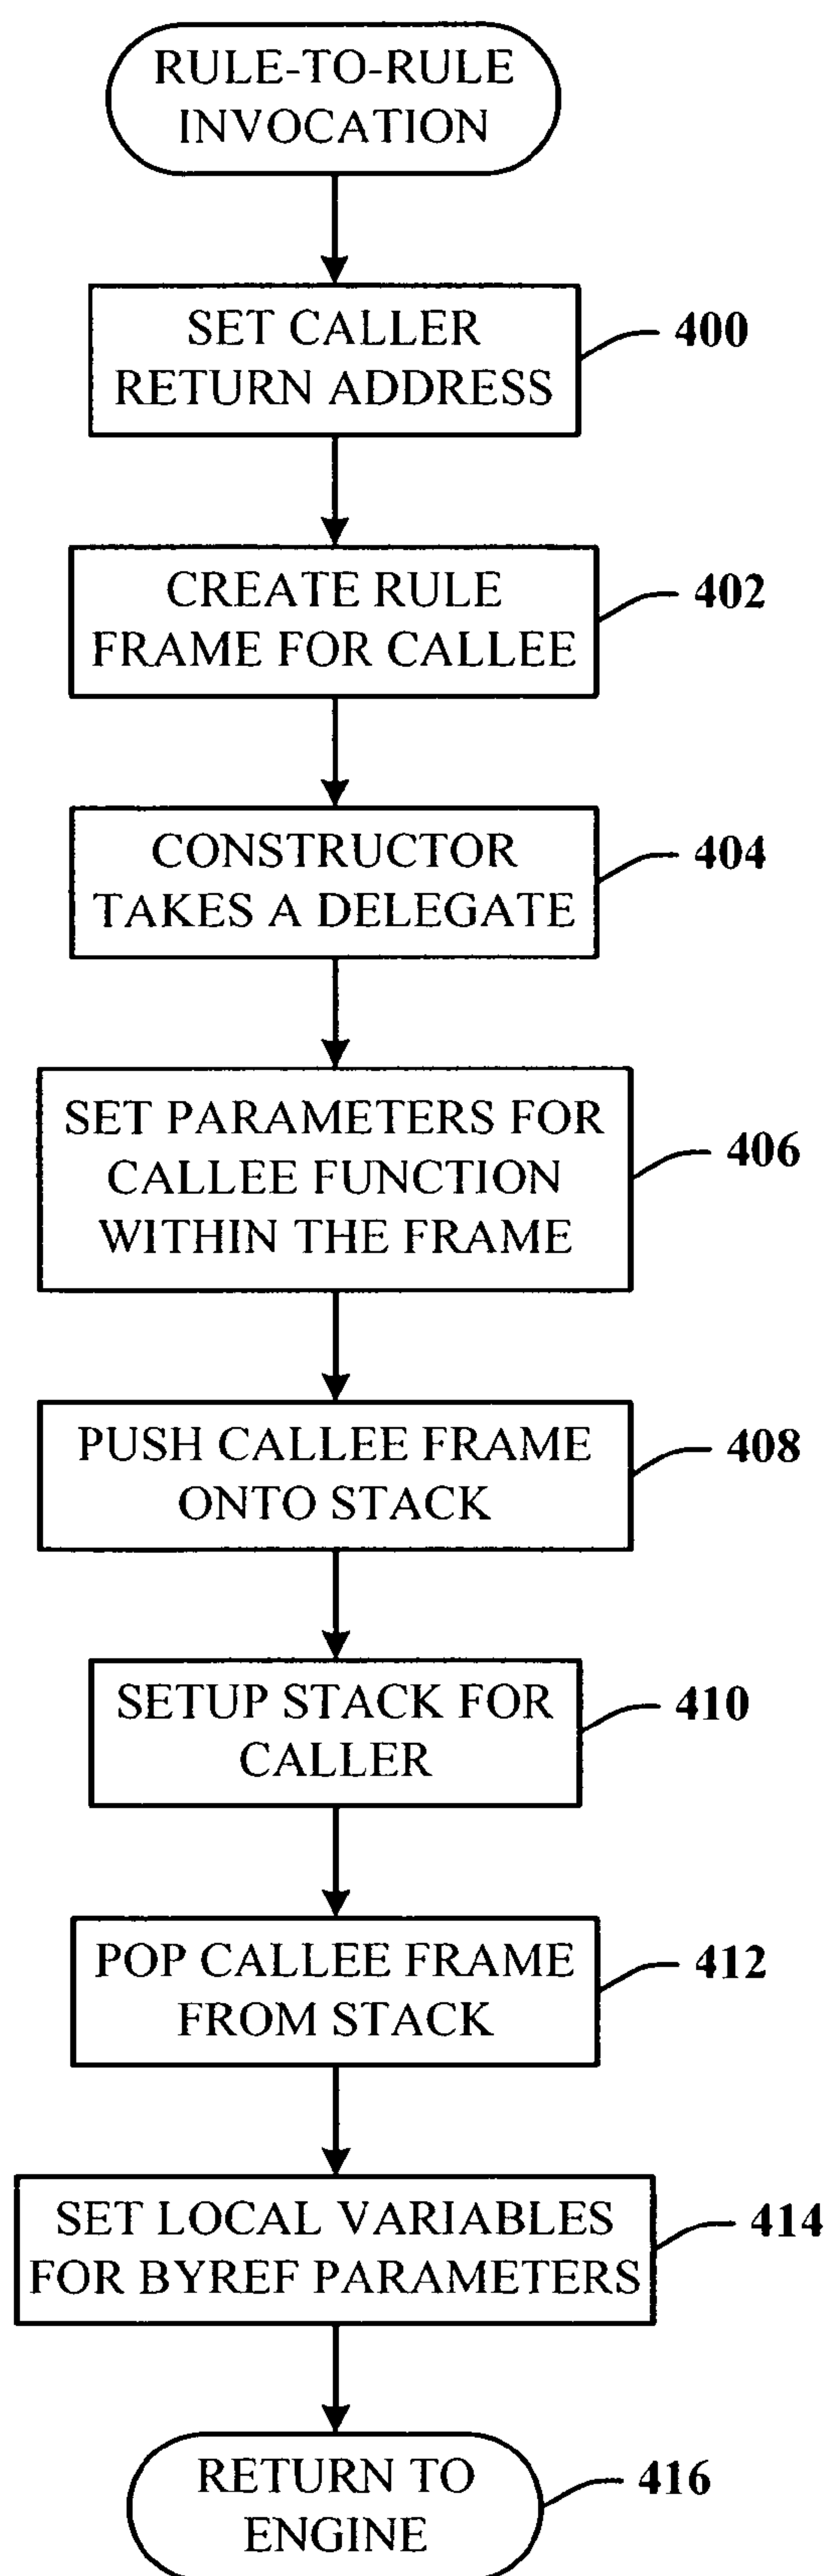 RULE-TO-RULE
INVOCATION
SET CALLER
RETURN ADDRESS
400
CREATE RULE
FRAME FOR CALLEE
402
CONSTRUCTOR
TAKES A DELEGATE
404
SET PARAMETERS FOR
CALLEE FUNCTION
WITHIN THE FRAME
406
PUSH CALLEE FRAME
ONTO STACK
408
SETUP STACK FOR
CALLER
410
POP CALLEE FRAME
FROM STACK
412
SET LOCAL VARIABLES
FOR BYREF PARAMETERS
414
RETURN TO
ENGINE
416